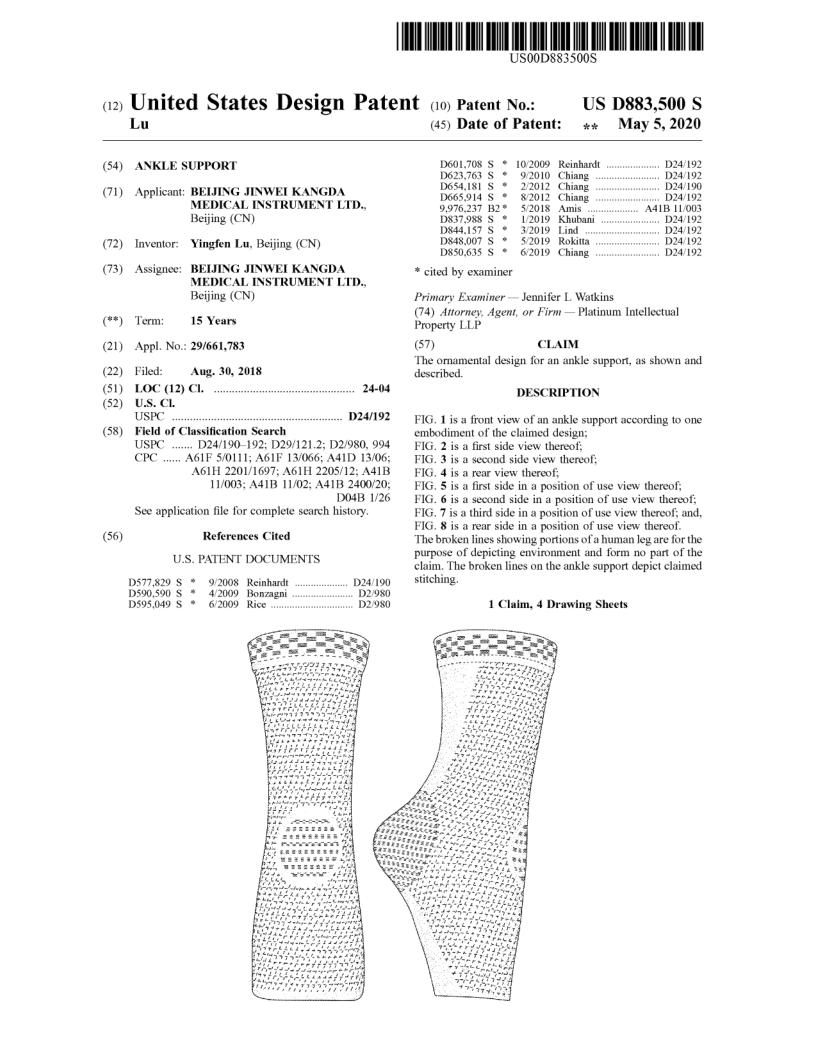 US00D883500S
(12) United States Design Patent
Lu
(10) Patent No.: US D883,500 S
(45) Date of Patent: ** May 5, 2020
(54) ANKLE SUPPORT
(71) Applicant: BEIJING JINWEI KANGDA
MEDICAL INSTRUMENT LTD.,
Beijing (CN)
(72) Inventor: Yingfen Lu, Beijing (CN)
(73) Assignee: BEIJING JINWEI KANGDA
MEDICAL INSTRUMENT LTD.,
Beijing (CN)
(**) Term: 15 Years
(21) Appl. No.: 29/661,783
(22) Filed: Aug. 30, 2018
(51) LOC (12) Cl. ............................................... 24-04
(52) U.S. Cl.
USPC ......................................................... D24/192
(58) Field of Classification Search
USPC ....... D24/190–192; D29/121.2; D2/980, 994
CPC ...... A61F 5/0111; A61F 13/066; A41D 13/06;
A61H 2201/1697; A61H 2205/12; A41B
11/003; A41B 11/02; A41B 2400/20;
D04B 1/26
See application file for complete search history.
(56) References Cited
U.S. PATENT DOCUMENTS
D577,829 S * 9/2008 Reinhardt .................... D24/190
D590,590 S * 4/2009 Bonzagni ....................... D2/980
D595,049 S * 6/2009 Rice ............................... D2/980
D601,708 S * 10/2009 Reinhardt .................... D24/192
D623,763 S * 9/2010 Chiang ........................ D24/192
D654,181 S * 2/2012 Chiang ........................ D24/190
D665,914 S * 8/2012 Chiang ........................ D24/192
9,976,237 B2 * 5/2018 Amis ................... A41B 11/003
D837,988 S * 1/2019 Khubani ...................... D24/192
D844,157 S * 3/2019 Lind ............................ D24/192
D848,007 S * 5/2019 Rokitta ........................ D24/192
D850,635 S * 6/2019 Chiang ........................ D24/192
* cited by examiner
Primary Examiner — Jennifer L Watkins
(74) Attorney, Agent, or Firm — Platinum Intellectual
Property LLP
(57) CLAIM
The ornamental design for an ankle support, as shown and
described.
DESCRIPTION
FIG. 1 is a front view of an ankle support according to one
embodiment of the claimed design;
FIG. 2 is a first side view thereof;
FIG. 3 is a second side view thereof;
FIG. 4 is a rear view thereof;
FIG. 5 is a first side in a position of use view thereof;
FIG. 6 is a second side in a position of use view thereof;
FIG. 7 is a third side in a position of use view thereof; and,
FIG. 8 is a rear side in a position of use view thereof.
The broken lines showing portions of a human leg are for the
purpose of depicting environment and form no part of the
claim. The broken lines on the ankle support depict claimed
stitching.
1 Claim, 4 Drawing Sheets